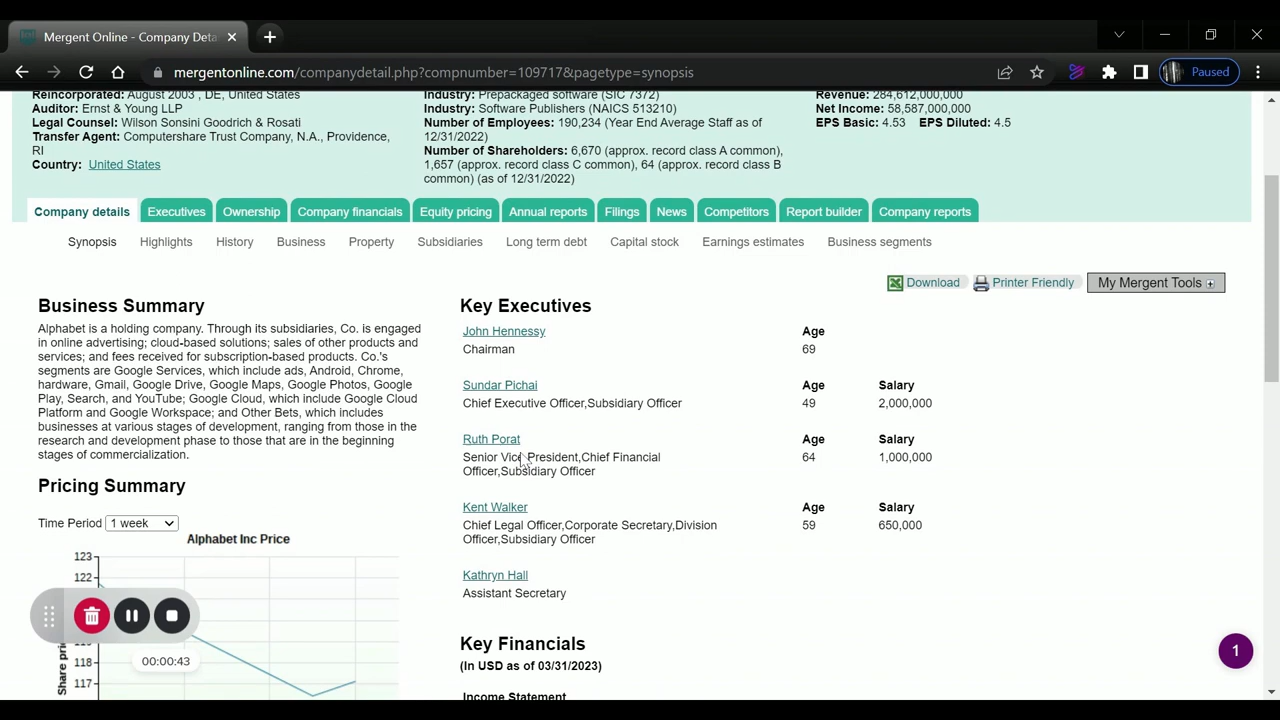 Mergent Online - Company Deta
mergentonline.com/companydetail.php?compnumber=109717&pagetype=synopsis
Paused
Reincorporated: August 2003 , DE, United States
Auditor: Ernst & Young LLP
Legal Counsel: Wilson Sonsini Goodrich & Rosati
Transfer Agent: Computershare Trust Company, N.A., Providence,
RI
Country: United States
Industry: Prepackaged software (SIC 7372)
Industry: Software Publishers (NAICS 513210)
Number of Employees: 190,234 (Year End Average Staff as of
12/31/2022)
Number of Shareholders: 6,670 (approx. record class A common),
1,657 (approx. record class C common), 64 (approx. record class B
common) (as of 12/31/2022)
Revenue: 284,612,000,000
Net Income: 58,587,000,000
EPS Basic: 4.53 EPS Diluted: 4.5
Company details Executives Ownership Company financials Equity pricing Annual reports Filings News Competitors Report builder Company reports
Synopsis Highlights History Business Property Subsidiaries Long term debt Capital stock Earnings estimates Business segments
Download Printer Friendly My Mergent Tools
Business Summary
Alphabet is a holding company. Through its subsidiaries, Co. is engaged
in online advertising; cloud-based solutions; sales of other products and
services; and fees received for subscription-based products. Co.'s
segments are Google Services, which include ads, Android, Chrome,
hardware, Gmail, Google Drive, Google Maps, Google Photos, Google
Play, Search, and YouTube; Google Cloud, which include Google Cloud
Platform and Google Workspace; and Other Bets, which includes
businesses at various stages of development, ranging from those in the
research and development phase to those that are in the beginning
stages of commercialization.
Pricing Summary
Time Period 1 week
Alphabet Inc Price
123
122
118
117
Share pri
00:00:43
Key Executives
John Hennessy Age
Chairman 69
Sundar Pichai Age Salary
Chief Executive Officer,Subsidiary Officer 49 2,000,000
Ruth Porat Age Salary
Senior Vice President,Chief Financial 64 1,000,000
Officer,Subsidiary Officer
Kent Walker Age Salary
Chief Legal Officer,Corporate Secretary,Division 59 650,000
Officer,Subsidiary Officer
Kathryn Hall
Assistant Secretary
Key Financials
(In USD as of 03/31/2023)
Income Statement
1